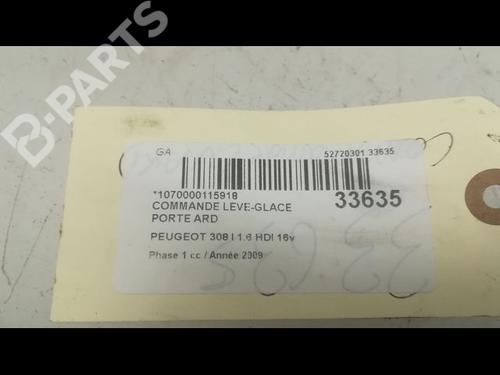 B-PARTS
GA
52720301 33635
*1070000115918
33635
COMMANDE LEVE-GLACE
PORTE ARD
PEUGEOT 308 I 1.6 HDI 16v
Phase 1 cc / Année 2009
33635